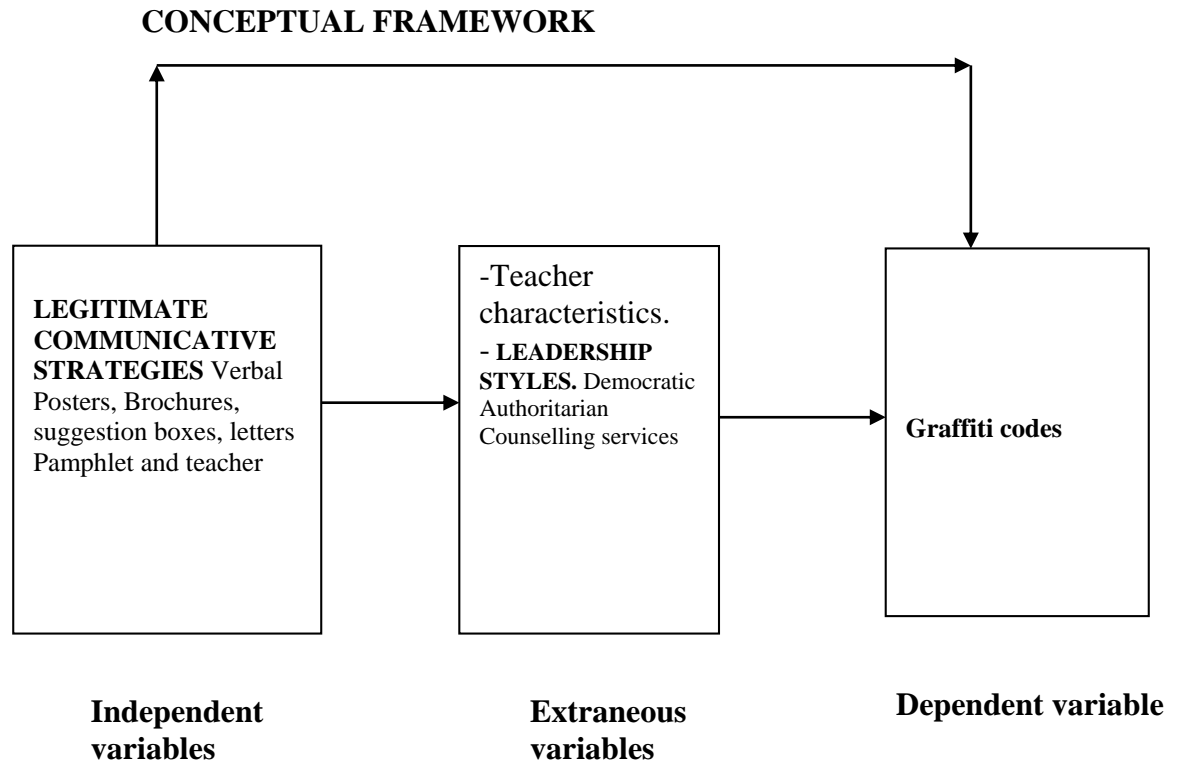 CONCEPTUAL FRAMEWORK
LEGITIMATE
COMMUNICATIVE
STRATEGIES Verbal
Posters, Brochures,
suggestion boxes, letters
Pamphlet and teacher
-Teacher
characteristics.
- LEADERSHIP
STYLES. Democratic
Authoritarian
Counselling services
Graffiti codes
Independent
variables
Extraneous
variables
Dependent variable